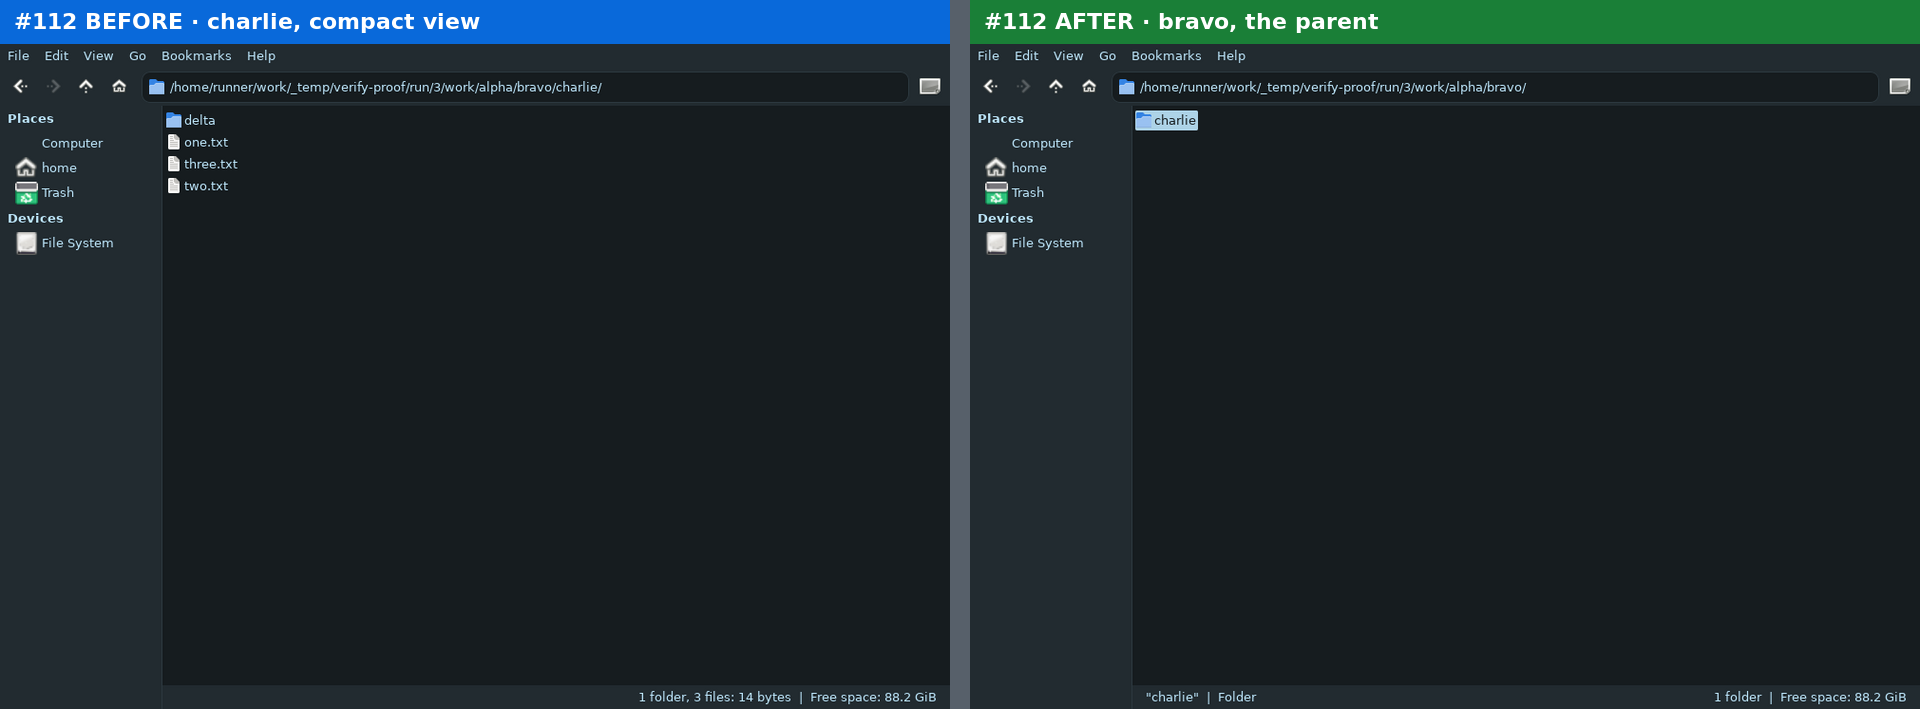 #112 BEFORE · charlie, compact view
File Edit View Go Bookmarks Help
/home/runner/work/_temp/verify-proof/run/3/work/alpha/bravo/charlie/
Places
Computer
home
Trash
Devices
File System
delta
one.txt
three.txt
two.txt
1 folder, 3 files: 14 bytes | Free space: 88.2 GiB
#112 AFTER · bravo, the parent
File Edit View Go Bookmarks Help
/home/runner/work/_temp/verify-proof/run/3/work/alpha/bravo/
Places
Computer
home
Trash
Devices
File System
charlie
"charlie" | Folder
1 folder | Free space: 88.2 GiB